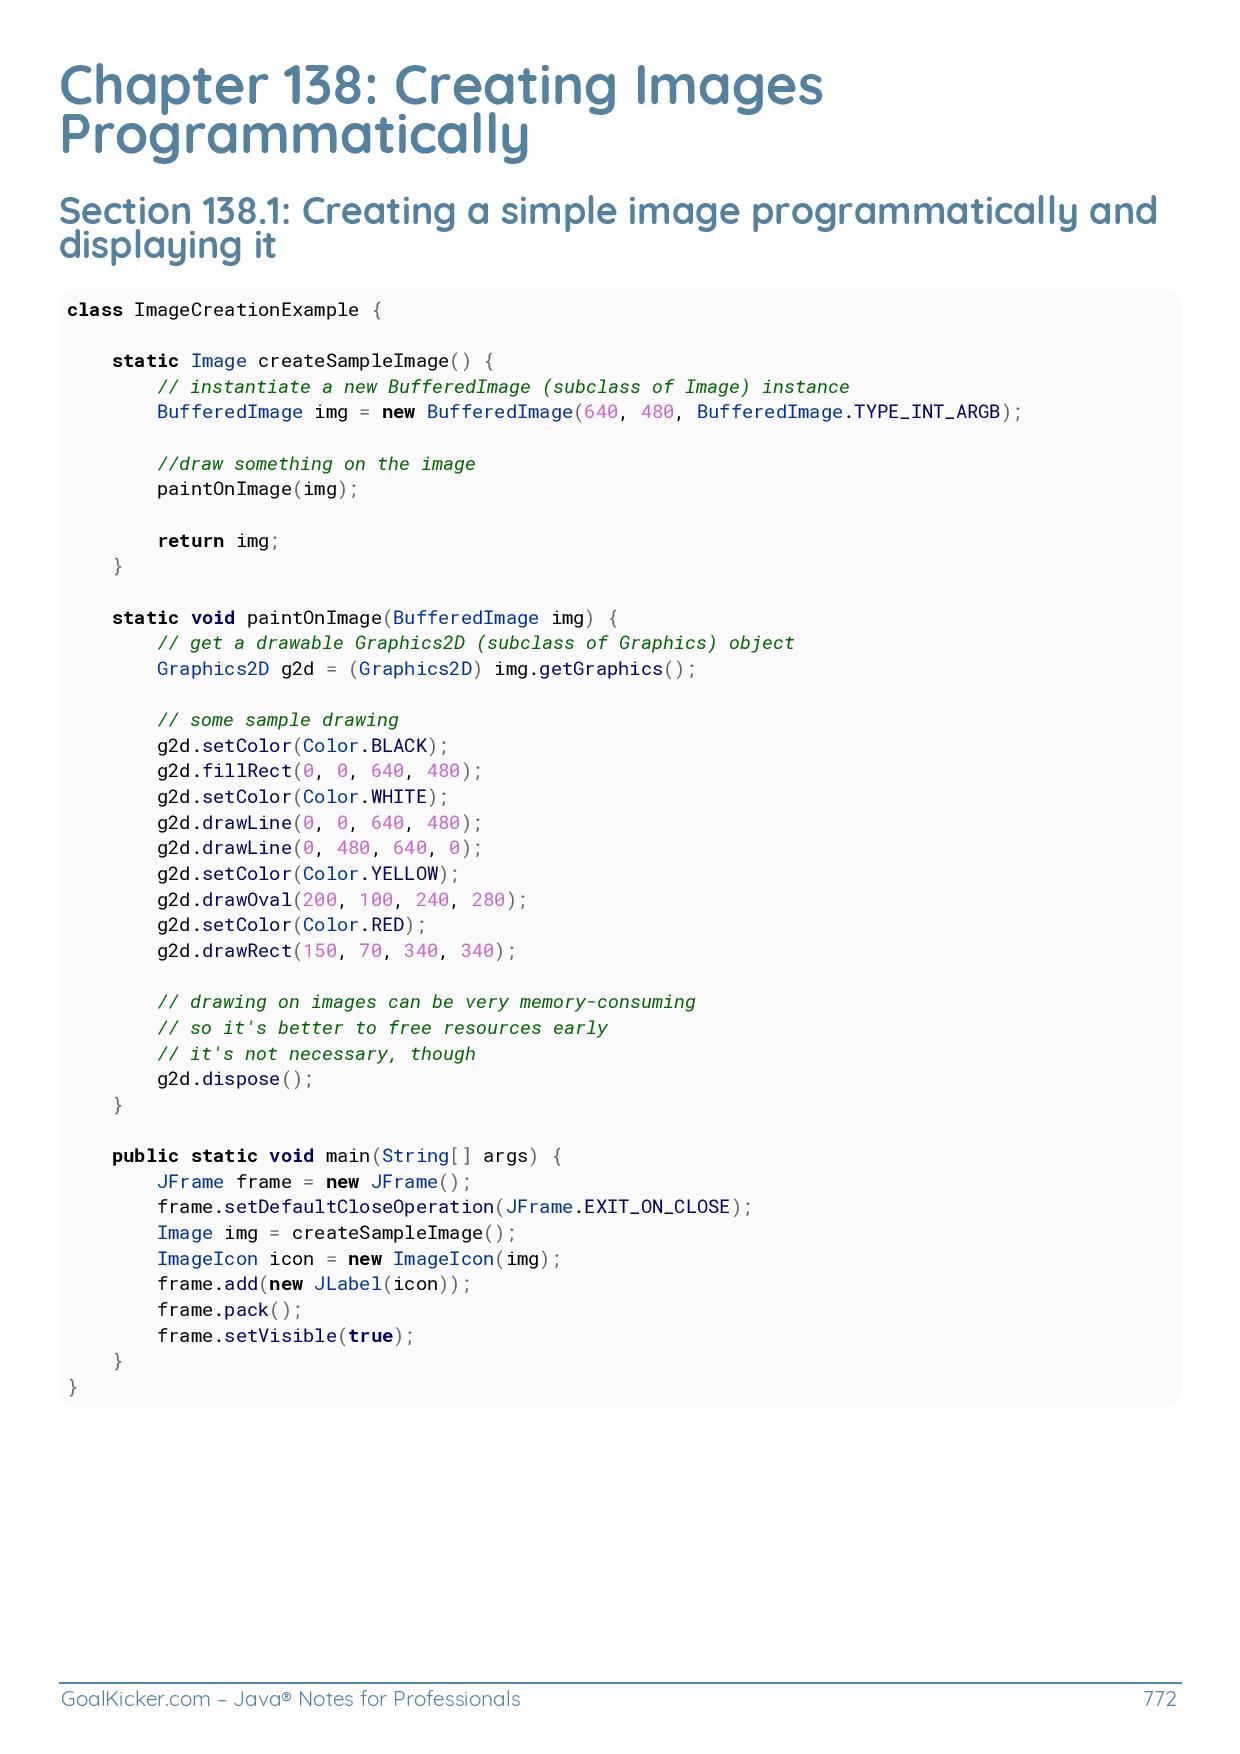 Chapter 138: Creating Images
Programmatically
Section 138.1: Creating a simple image programmatically and
displaying it
class ImageCreationExample {
    static Image createSampleImage() {
        // instantiate a new BufferedImage (subclass of Image) instance
        BufferedImage img = new BufferedImage(640, 480, BufferedImage.TYPE_INT_ARGB);
        //draw something on the image
        paintOnImage(img);
        return img;
    }
    static void paintOnImage(BufferedImage img) {
        // get a drawable Graphics2D (subclass of Graphics) object
        Graphics2D g2d = (Graphics2D) img.getGraphics();
        // some sample drawing
        g2d.setColor(Color.BLACK);
        g2d.fillRect(0, 0, 640, 480);
        g2d.setColor(Color.WHITE);
        g2d.drawLine(0, 0, 640, 480);
        g2d.drawLine(0, 480, 640, 0);
        g2d.setColor(Color.YELLOW);
        g2d.drawOval(200, 100, 240, 280);
        g2d.setColor(Color.RED);
        g2d.drawRect(150, 70, 340, 340);
        // drawing on images can be very memory-consuming
        // so it's better to free resources early
        // it's not necessary, though
        g2d.dispose();
    }
    public static void main(String[] args) {
        JFrame frame = new JFrame();
        frame.setDefaultCloseOperation(JFrame.EXIT_ON_CLOSE);
        Image img = createSampleImage();
        ImageIcon icon = new ImageIcon(img);
        frame.add(new JLabel(icon));
        frame.pack();
        frame.setVisible(true);
    }
}
GoalKicker.com – Java® Notes for Professionals 772